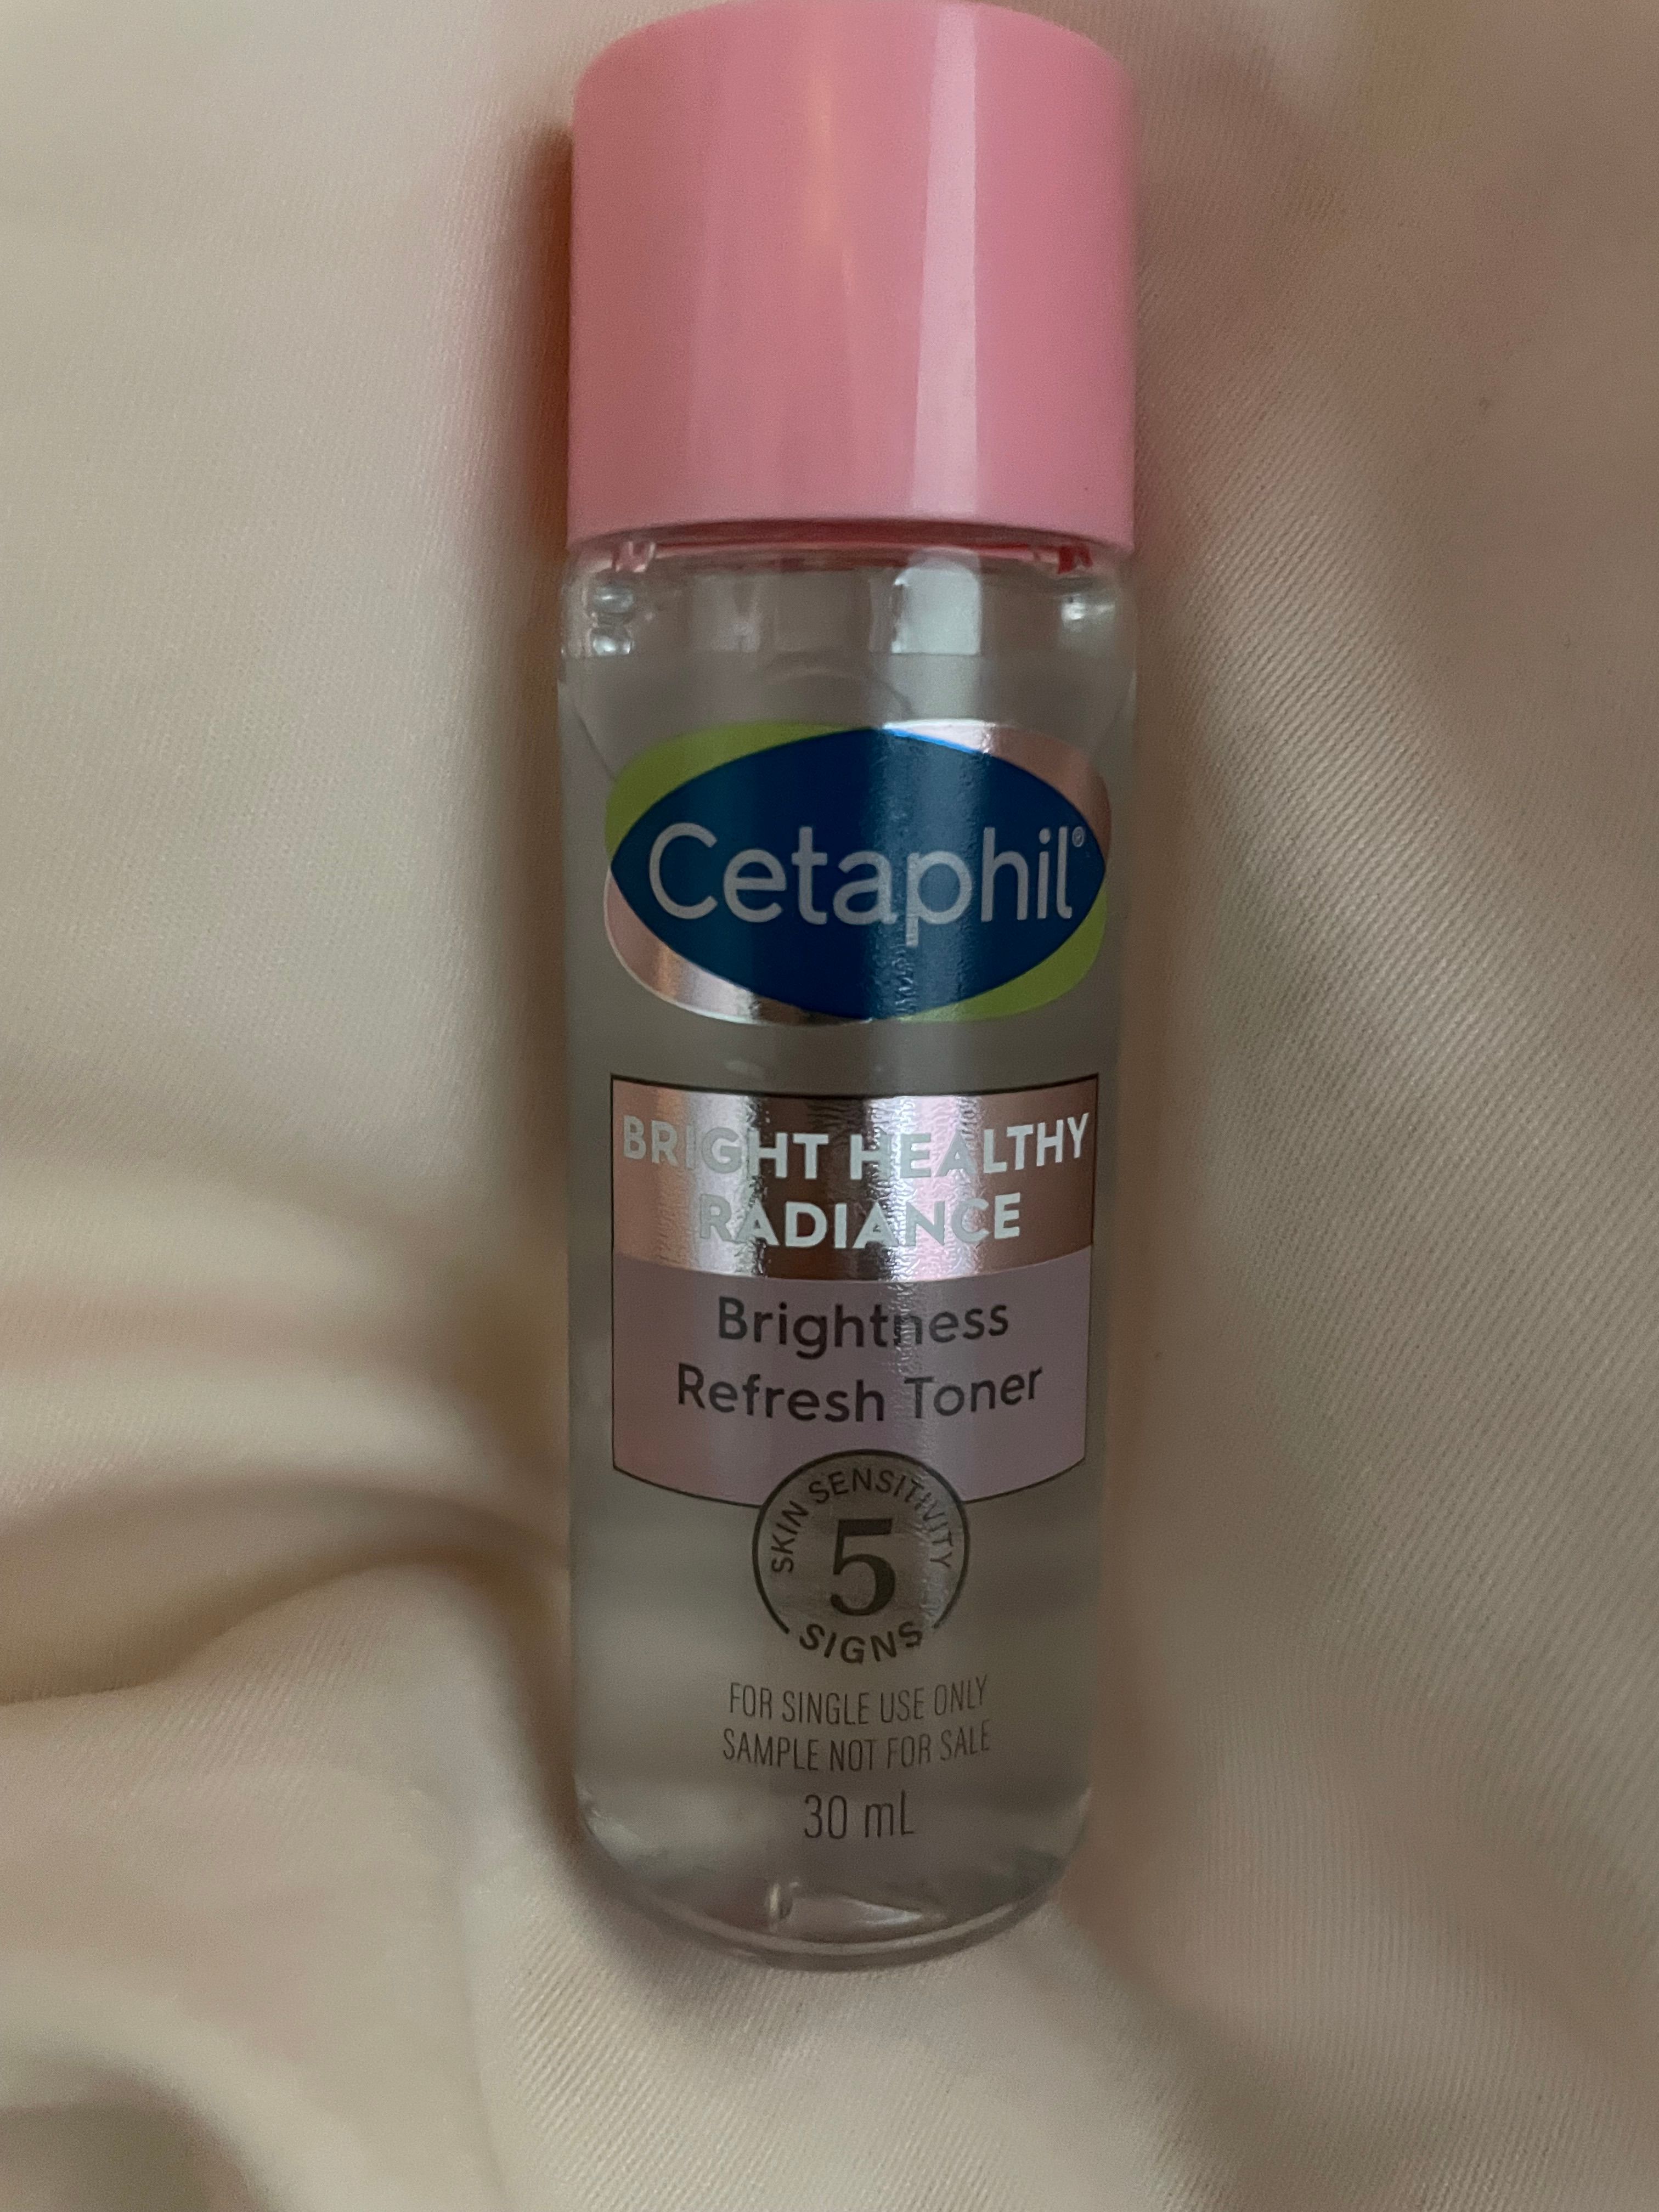 Cetaphil®
BRIGHT HEALTHY
RADIANCE
Brightness
Refresh Toner
SKIN SENSITIVITY
5
SIGNS
FOR SINGLE USE ONLY
SAMPLE NOT FOR SALE
30 mL